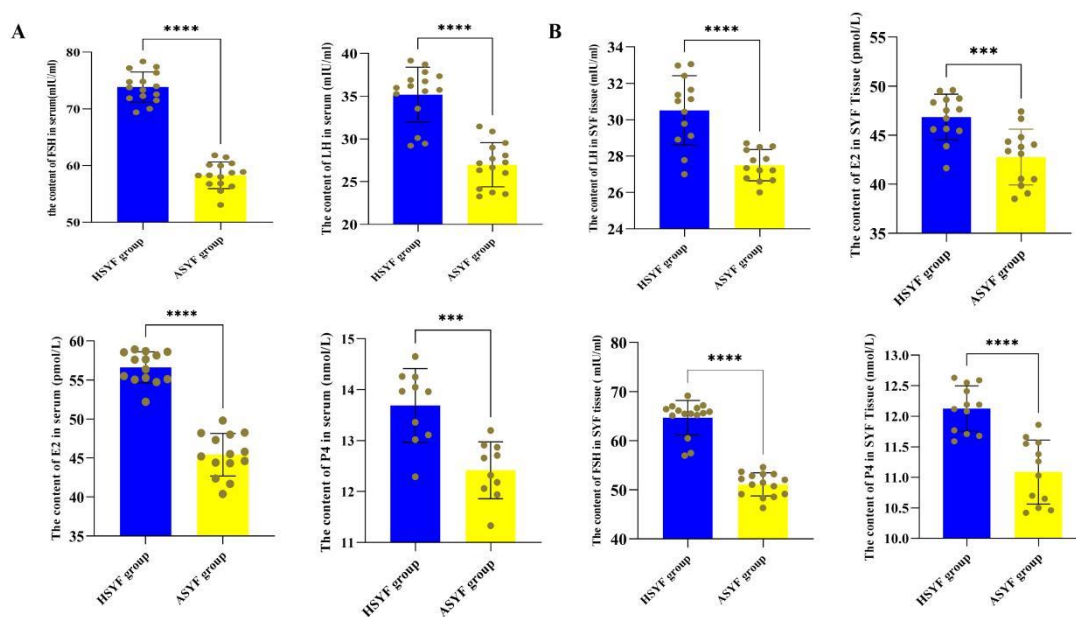 A
the content of FSH in serum(mIU/ml)
80
70
60
50
****
HSYF group
ASYF group
The content of LH in serum (mIU/ml)
40
35
30
25
20
****
HSYF group
ASYF group
B
The content of LH in SYF tissue (mIU/ml)
34
32
30
28
26
24
****
HSYF group
ASYF group
The content of E2 in SYF Tissue (pmol/L)
55
50
45
40
35
***
HSYF group
ASYF group
The content of E2 in serum (pmol/L)
60
55
50
45
40
35
****
HSYF group
ASYF group
The content of P4 in serum (nmol/L)
15
14
13
12
11
***
HSYF group
ASYF group
The content of FSH in SYF tissue ( mIU/ml)
80
70
60
50
40
****
HSYF group
ASYF group
The content of P4 in SYF Tissue (nmol/L)
13.0
12.5
12.0
11.5
11.0
10.5
10.0
****
HSYF group
ASYF group